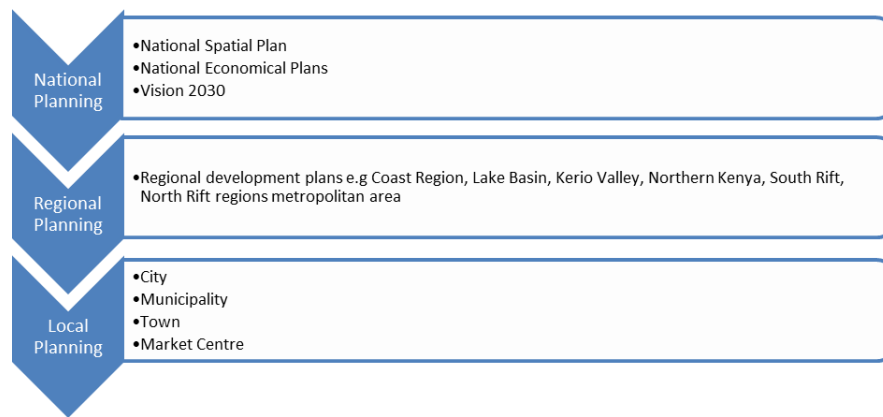 National
Planning
•National Spatial Plan
•National Economical Plans
•Vision 2030
Regional
Planning
•Regional development plans e.g Coast Region, Lake Basin, Kerio Valley, Northern Kenya, South Rift,
North Rift regions metropolitan area
Local
Planning
•City
•Municipality
•Town
•Market Centre